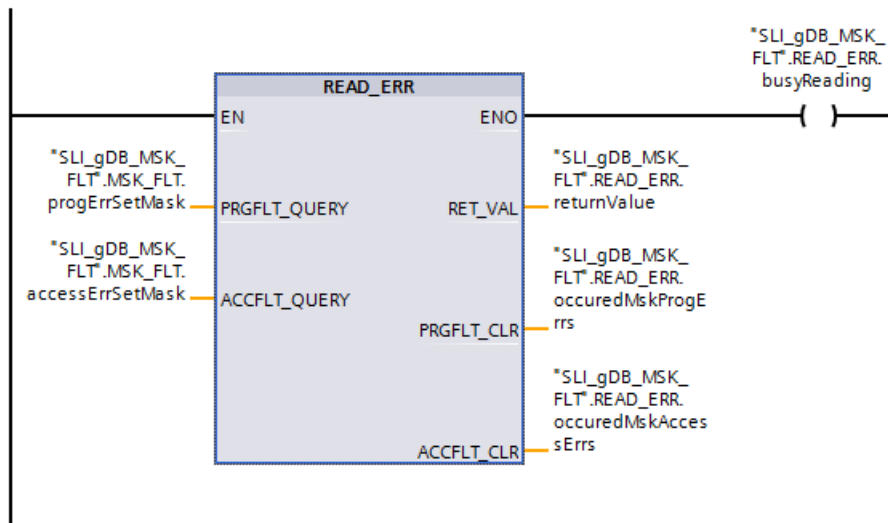 "SLI_gDB_MSK_
FLT".READ_ERR.
busyReading
READ_ERR
EN
ENO
"SLI_gDB_MSK_
FLT".MSK_FLT.
progErrSetMask
PRGFLT_QUERY
"SLI_gDB_MSK_
FLT".MSK_FLT.
accessErrSetMask
ACCFLT_QUERY
RET_VAL
"SLI_gDB_MSK_
FLT".READ_ERR.
returnValue
PRGFLT_CLR
"SLI_gDB_MSK_
FLT".READ_ERR.
occuredMskProgE
rrs
ACCFLT_CLR
"SLI_gDB_MSK_
FLT".READ_ERR.
occuredMskAcces
sErrs